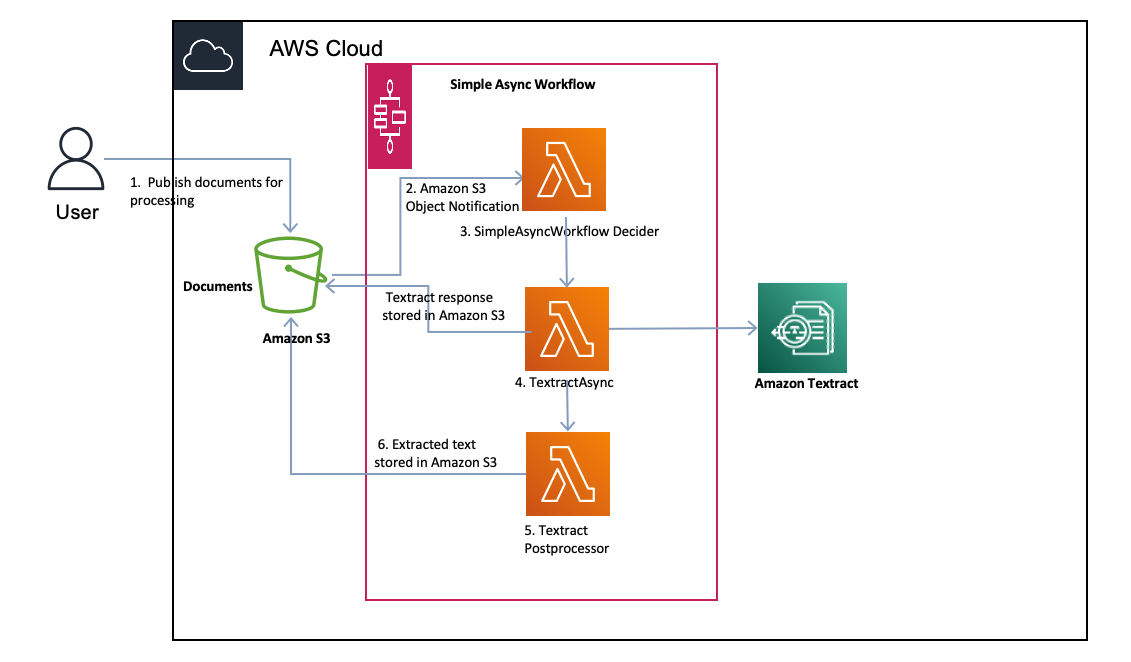 AWS Cloud
Simple Async Workflow
1. Publish documents for
processing
User
2. Amazon S3
Object Notification
3. SimpleAsyncWorkflow Decider
Documents
Textract response
stored in Amazon S3
Amazon S3
4. TextractAsync
Amazon Textract
6. Extracted text
stored in Amazon S3
5. Textract
Postprocessor